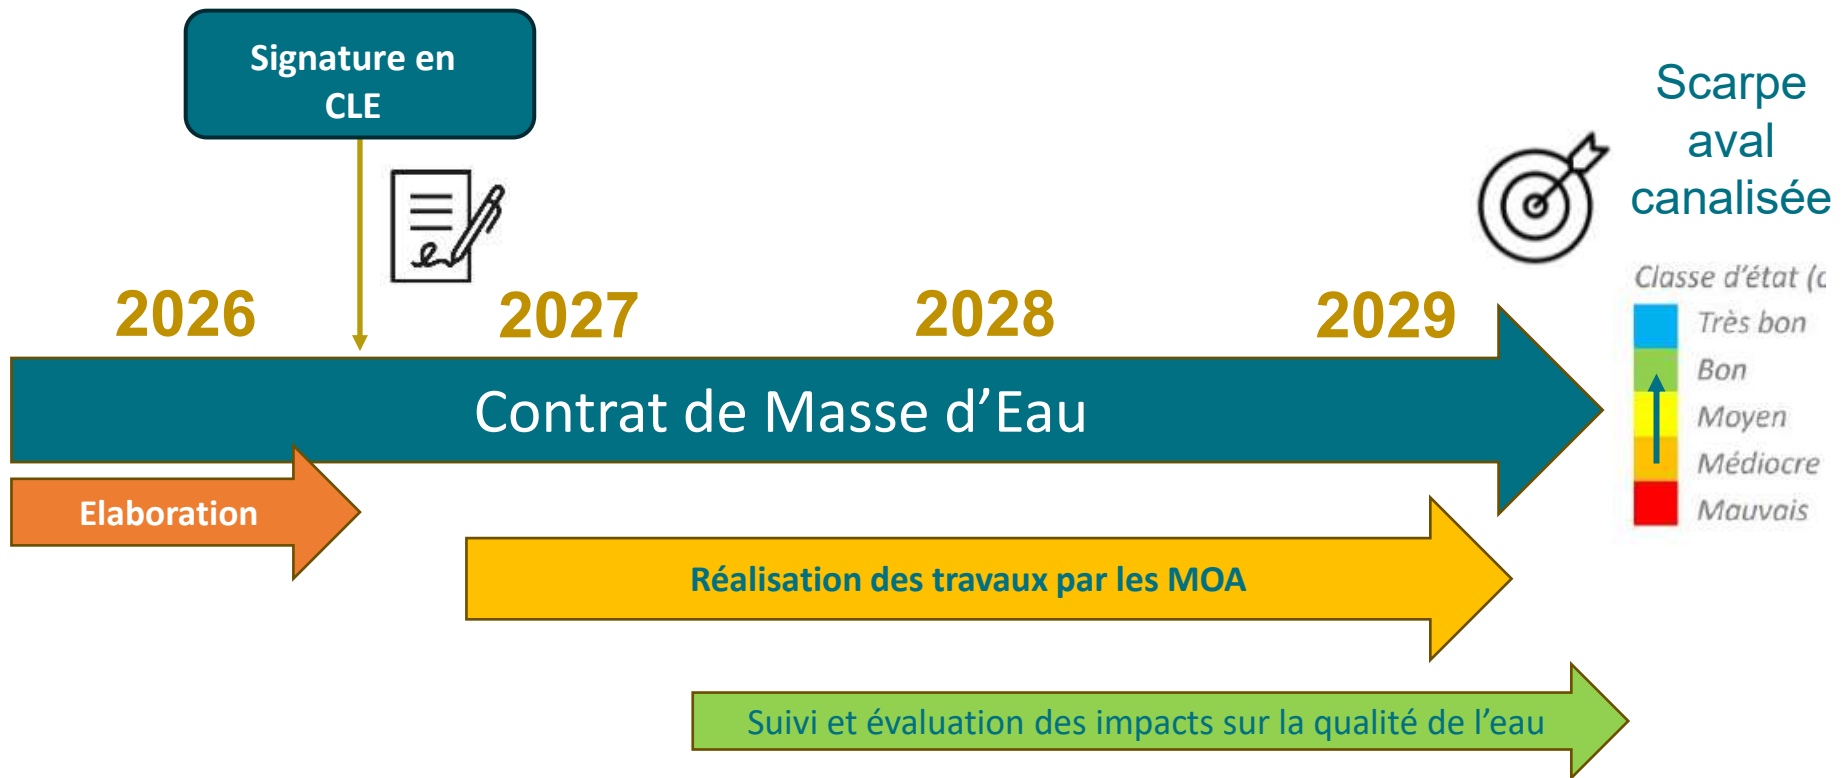 Signature en
CLE
Scarpe
aval
canalisée
2026
2027
2028
2029
Contrat de Masse d’Eau
Classe d'état (c
Très bon
Bon
Moyen
Médiocre
Mauvais
Elaboration
Réalisation des travaux par les MOA
Suivi et évaluation des impacts sur la qualité de l’eau